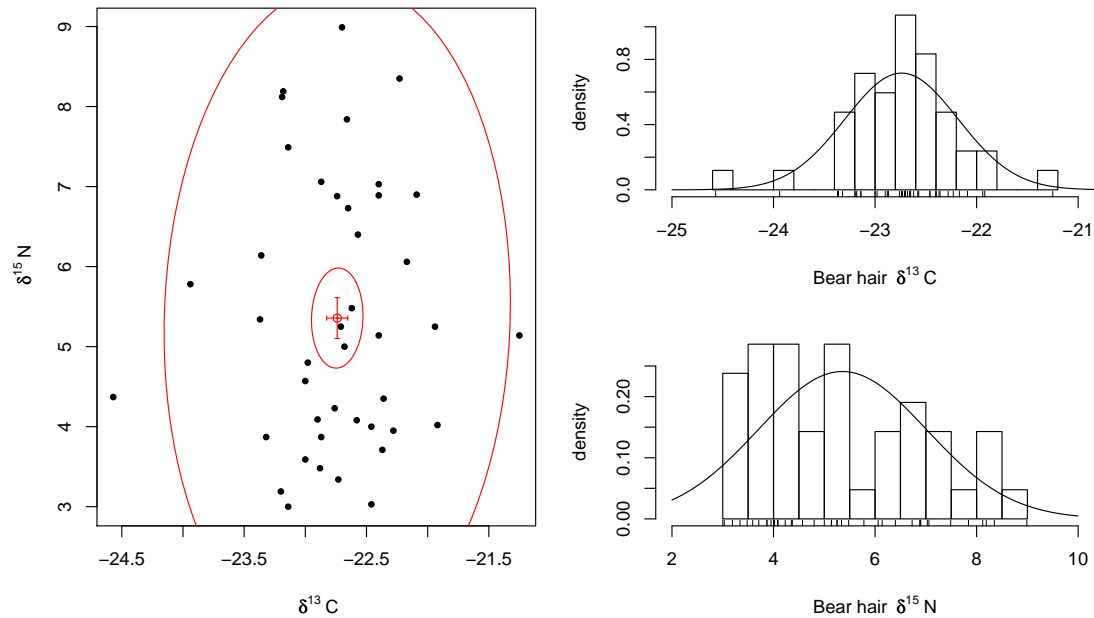 9
8
7
6
5
4
3
δ¹⁵ N
−24.5 −23.5 −22.5 −21.5
δ¹³ C
0.8
0.4
0.0
density
−25 −24 −23 −22 −21
Bear hair δ¹³ C
0.20
0.10
0.00
density
2 4 6 8 10
Bear hair δ¹⁵ N